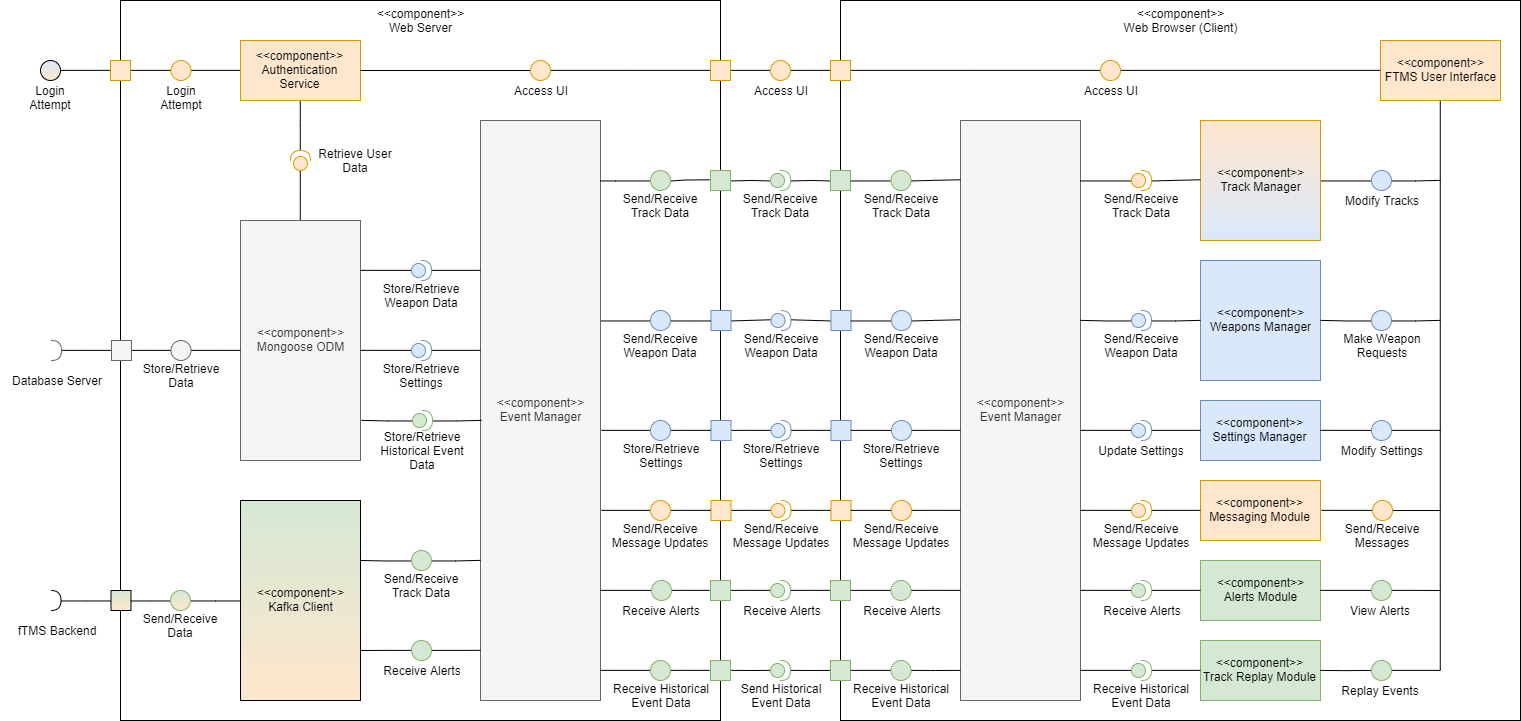 <<component>>
Web Server
<<component>>
Web Browser (Client)
Login
Attempt
Login
Attempt
<<component>>
Authentication
Service
Access UI
Access UI
Access UI
<<component>>
FTMS User Interface
Retrieve User
Data
Database Server
Store/Retrieve
Data
<<component>>
Mongoose ODM
Store/Retrieve
Weapon Data
Store/Retrieve
Settings
Store/Retrieve
Historical Event
Data
fTMS Backend
Send/Receive
Data
<<component>>
Kafka Client
Send/Receive
Track Data
Receive Alerts
<<component>>
Event Manager
Send/Receive
Track Data
Send/Receive
Track Data
Send/Receive
Track Data
Send/Receive
Weapon Data
Send/Receive
Weapon Data
Send/Receive
Weapon Data
Store/Retrieve
Settings
Store/Retrieve
Settings
Store/Retrieve
Settings
Send/Receive
Message Updates
Send/Receive
Message Updates
Send/Receive
Message Updates
Receive Alerts
Receive Alerts
Receive Alerts
Receive Historical
Event Data
Send Historical
Event Data
Receive Historical
Event Data
<<component>>
Event Manager
Send/Receive
Track Data
<<component>>
Track Manager
Modify Tracks
Send/Receive
Weapon Data
<<component>>
Weapons Manager
Make Weapon
Requests
Update Settings
<<component>>
Settings Manager
Modify Settings
Send/Receive
Message Updates
<<component>>
Messaging Module
Send/Receive
Messages
Receive Alerts
<<component>>
Alerts Module
View Alerts
Receive Historical
Event Data
<<component>>
Track Replay Module
Replay Events